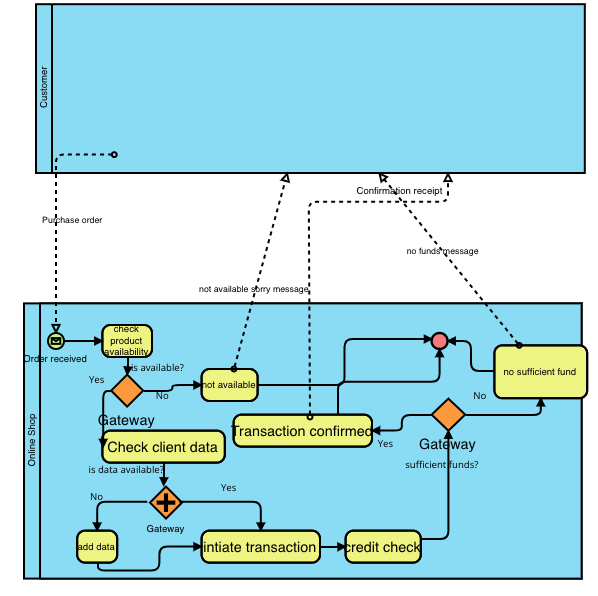 Customer
Confirmation receipt
Purchase order
no funds message
not available sorry message
Online Shop
check
product
availability
Order received
is available?
Yes
No
not available
no sufficient fund
No
Gateway
Transaction confirmed
Yes
Gateway
Check client data
sufficient funds?
is data available?
No
Yes
Gateway
add data
intiate transaction
credit check